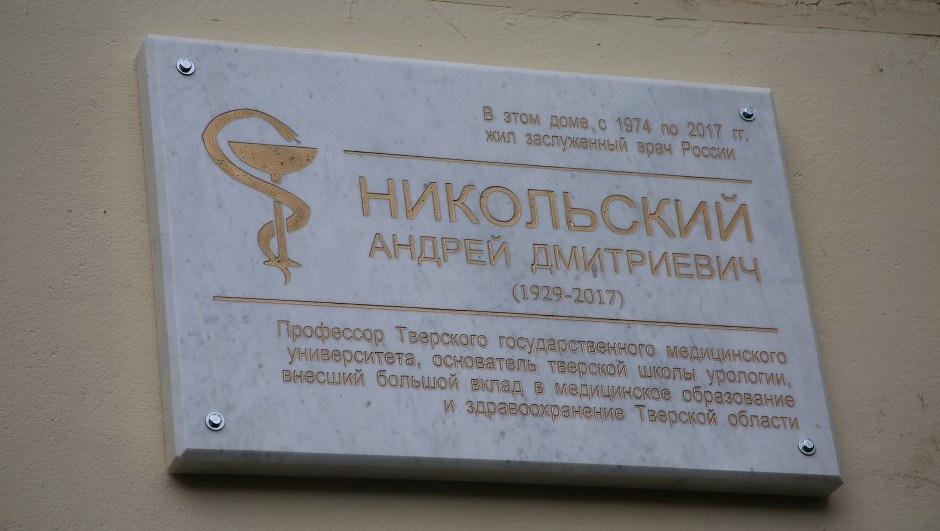 В этом доме с 1974 по 2017 гг.
жил заслуженный врач России
НИКОЛЬСКИЙ
АНДРЕЙ ДМИТРИЕВИЧ
(1929-2017)
Профессор Тверского государственного медицинского
университета, основатель тверской школы урологии,
внесший большой вклад в медицинское образование
и здравоохранение Тверской области